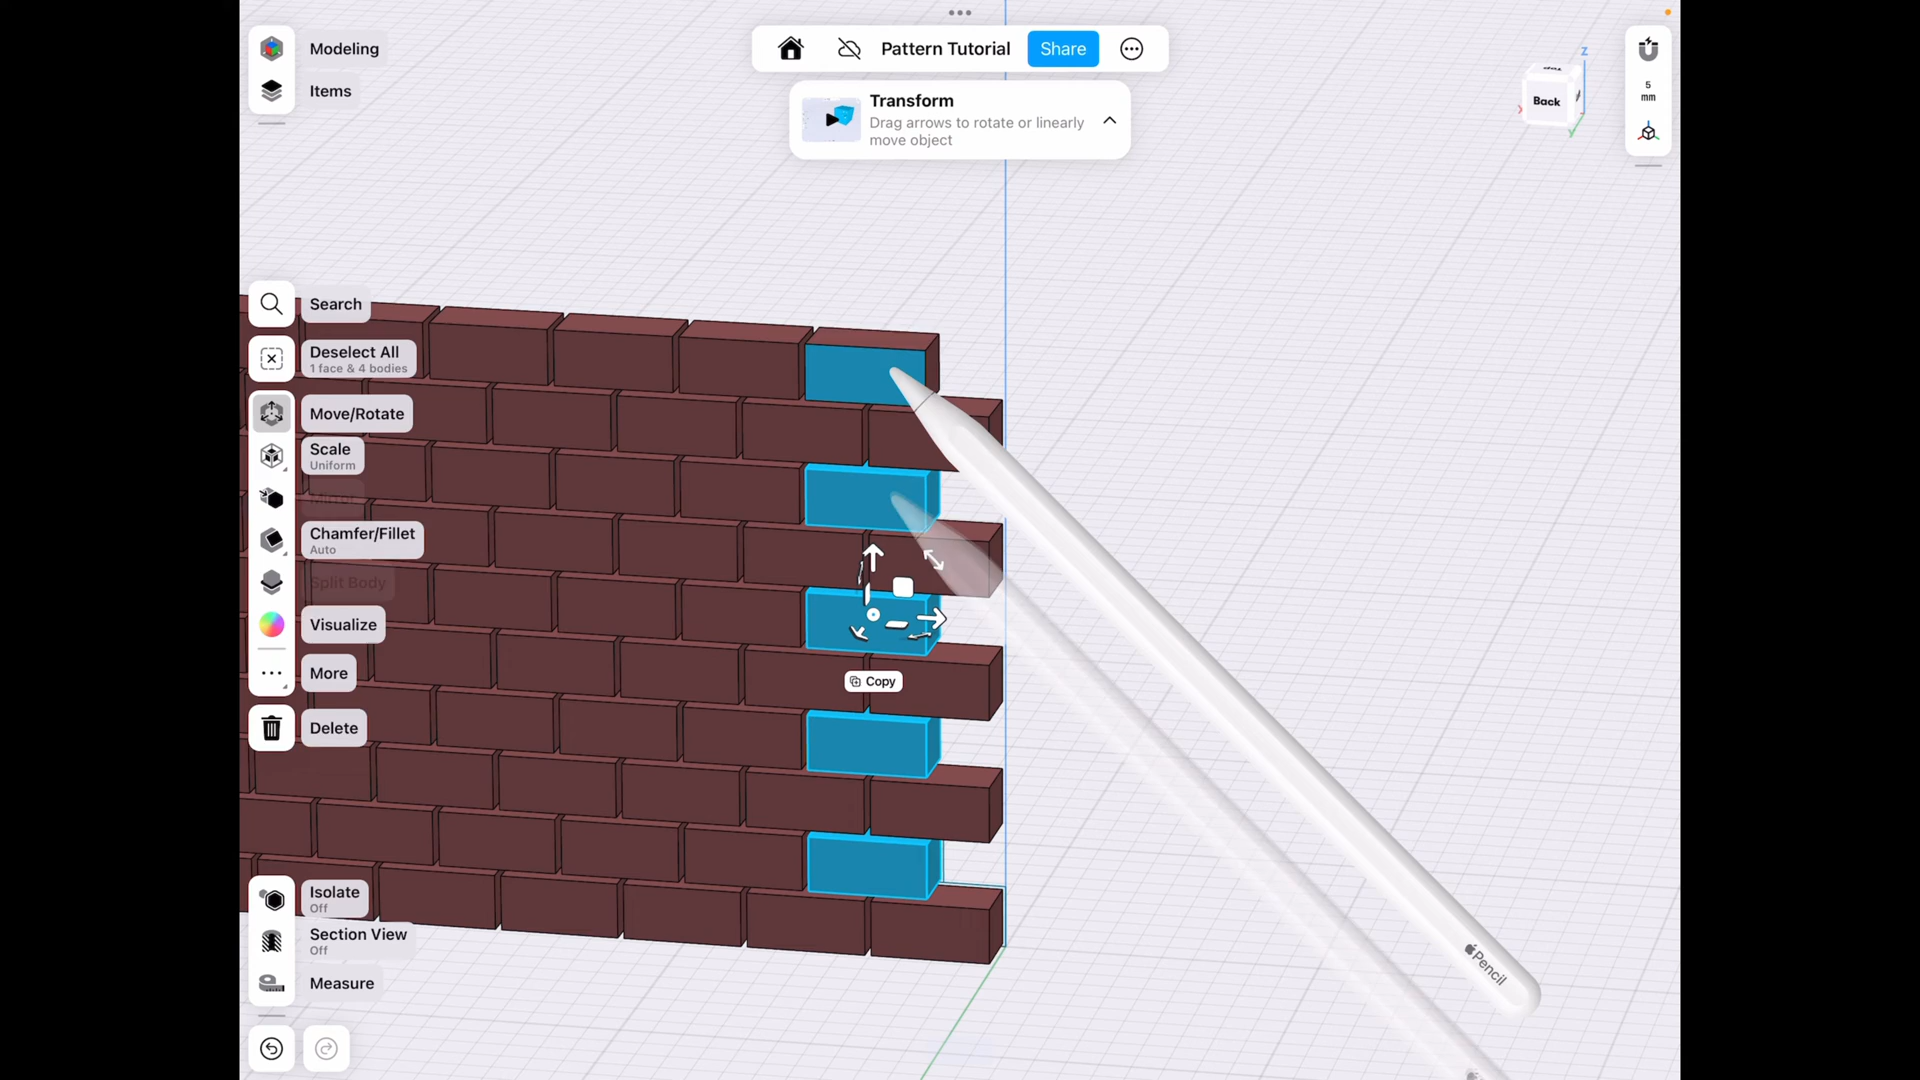 Modeling
Items
Pattern Tutorial
Share
Transform
Drag arrows to rotate or linearly
move object
Z
Back
X
Y
5
mm
Search
Deselect All
1 face & 4 bodies
Move/Rotate
Scale
Uniform
Mirror
Chamfer/Fillet
Auto
Split Body
Visualize
More
Delete
Copy
Isolate
Off
Section View
Off
Measure
Pencil